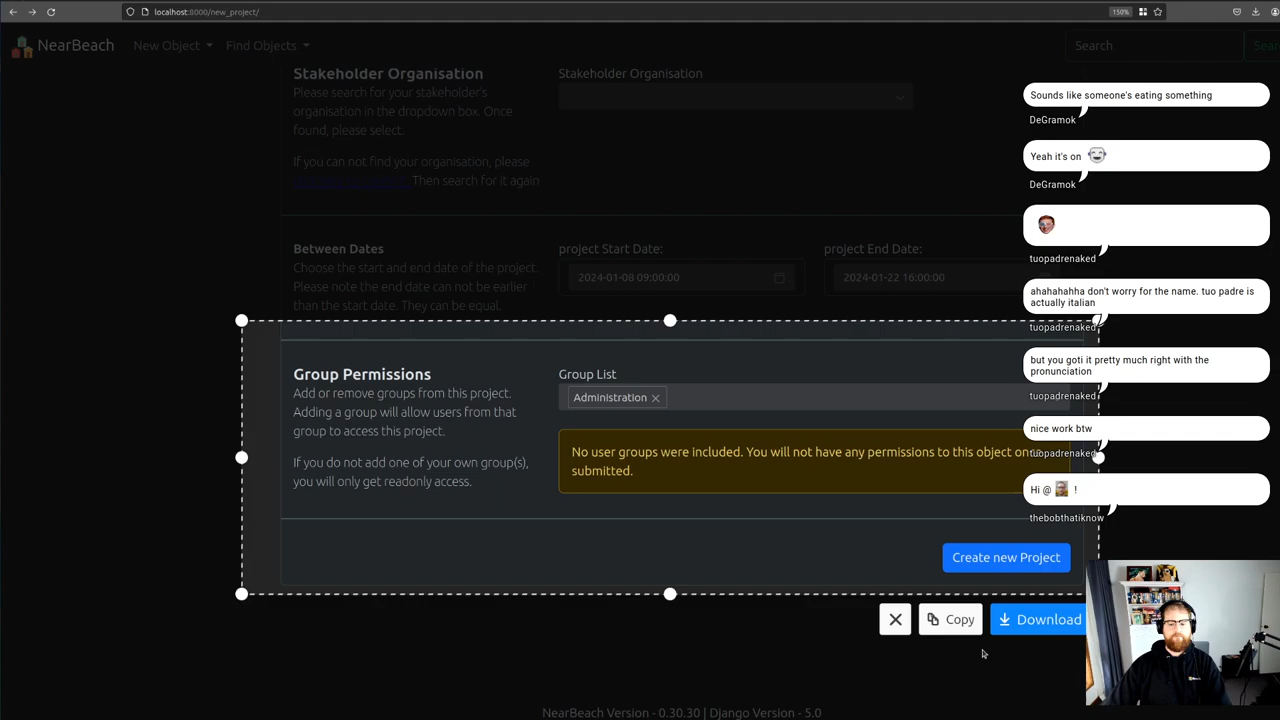 localhost:8000/new_project/
150%
NearBeach
New Object
Find Objects
Search
Stakeholder Organisation
Please search for your stakeholder's
organisation in the dropdown box. Once
found, please select.
If you can not find your organisation, please
Then search for it again
Stakeholder Organisation
Between Dates
Choose the start and end date of the project.
Please note the end date can not be earlier
than the start date. They can be equal.
project Start Date:
2024-01-08 09:00:00
project End Date:
2024-01-22 16:00:00
Group Permissions
Add or remove groups from this project.
Adding a group will allow users from that
group to access this project.
If you do not add one of your own group(s),
you will only get readonly access.
Group List
Administration
No user groups were included. You will not have any permissions to this object
submitted.
Create new Project
Copy
Download
NearBeach Version - 0.30.30 | Django Version - 5.0
Sounds like someone's eating something
DeGramok
Yeah it's on
DeGramok
tuopadrenaked
ahahahahha don't worry for the name. tuo padre is
actually italian
tuopadrenaked
but you goti it pretty much right with the
pronunciation
tuopadrenaked
nice work btw
tuopadrenaked
Hi @ !
thebobthatiknow